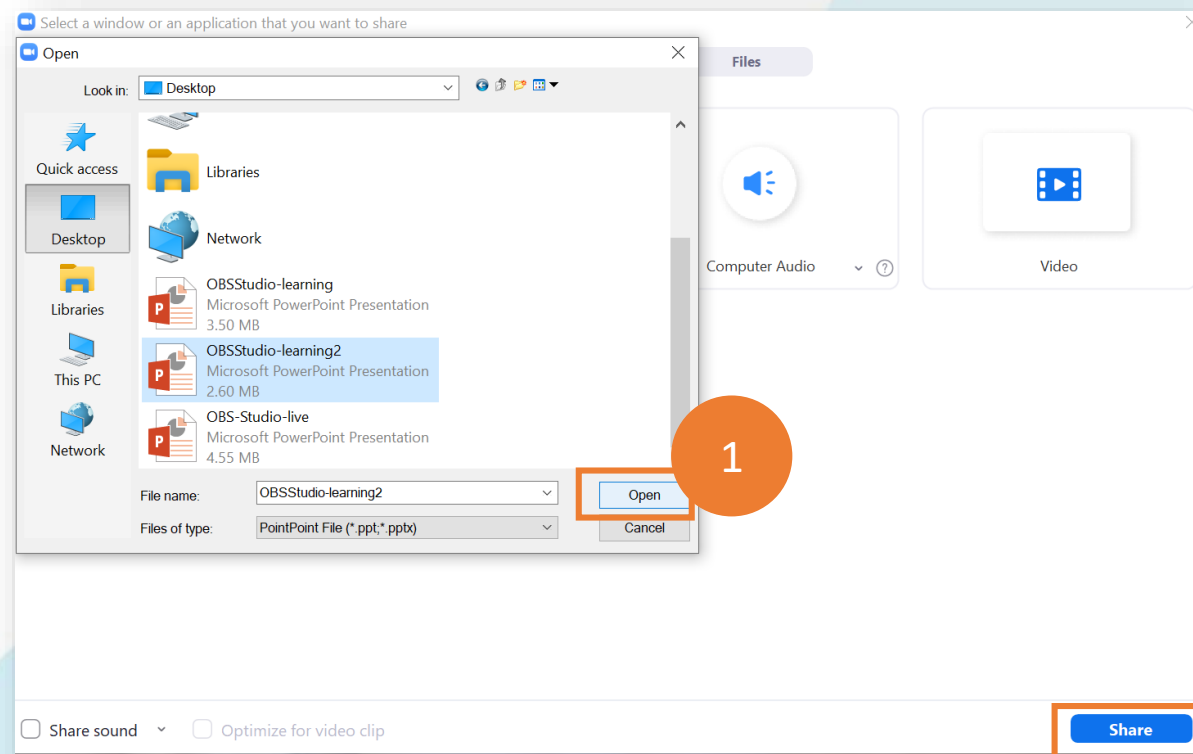 Select a window or an application that you want to share
Open
Files
Look in:
Desktop
Quick access
Desktop
Libraries
This PC
Network
Libraries
Network
OBSStudio-learning
Microsoft PowerPoint Presentation
3.50 MB
OBSStudio-learning2
Microsoft PowerPoint Presentation
2.60 MB
OBS-Studio-live
Microsoft PowerPoint Presentation
4.55 MB
File name:
OBSStudio-learning2
Open
Files of type:
PointPoint File (*.ppt;*.pptx)
Cancel
1
Computer Audio
Video
Share sound
Optimize for video clip
Share